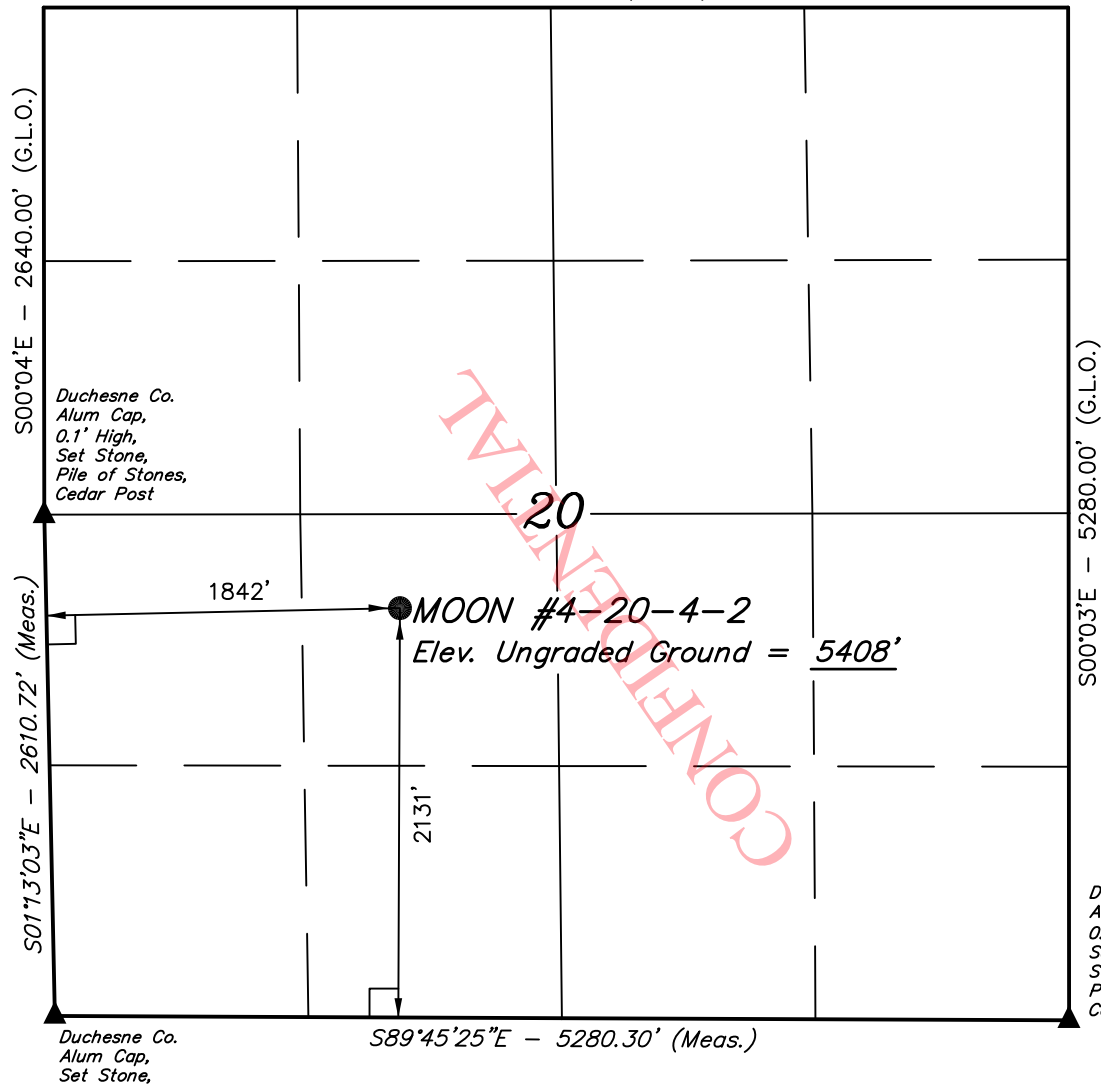 S00°04'E - 2640.00' (G.L.O.)
Duchesne Co.
Alum Cap,
0.1' High,
Set Stone,
Pile of Stones,
Cedar Post
20
S00°03'E - 5280.00' (G.L.O.)
CONFIDENTIAL
1842'
MOON #4-20-4-2
Elev. Ungraded Ground = 5408'
S01°13'03"E - 2610.72' (Meas.)
2131'
Duchesne Co.
Alum Cap,
Set Stone,
S89°45'25"E - 5280.30' (Meas.)